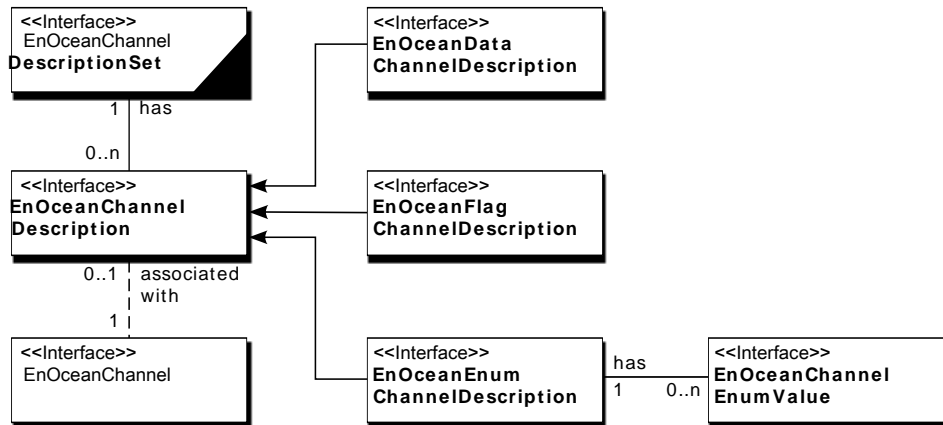 <<Interface>>
EnOceanChannel
DescriptionSet
<<Interface>>
EnOceanData
ChannelDescription
1 has
0..n
<<Interface>>
EnOceanChannel
Description
<<Interface>>
EnOceanFlag
ChannelDescription
0..1 associated
with
1
<<Interface>>
EnOceanChannel
<<Interface>>
EnOceanEnum
ChannelDescription
has
1 0..n
<<Interface>>
EnOceanChannel
EnumValue